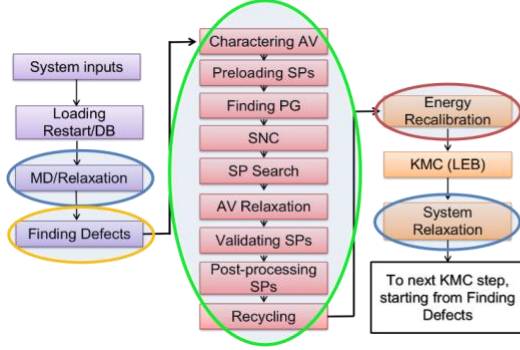 System inputs
Loading
Restart/DB
MD/Relaxation
Finding Defects
Charactering AV
Preloading SPs
Finding PG
SNC
SP Search
AV Relaxation
Validating SPs
Post-processing
SPs
Recycling
Energy
Recalibration
KMC (LEB)
System
Relaxation
To next KMC step,
starting from Finding
Defects